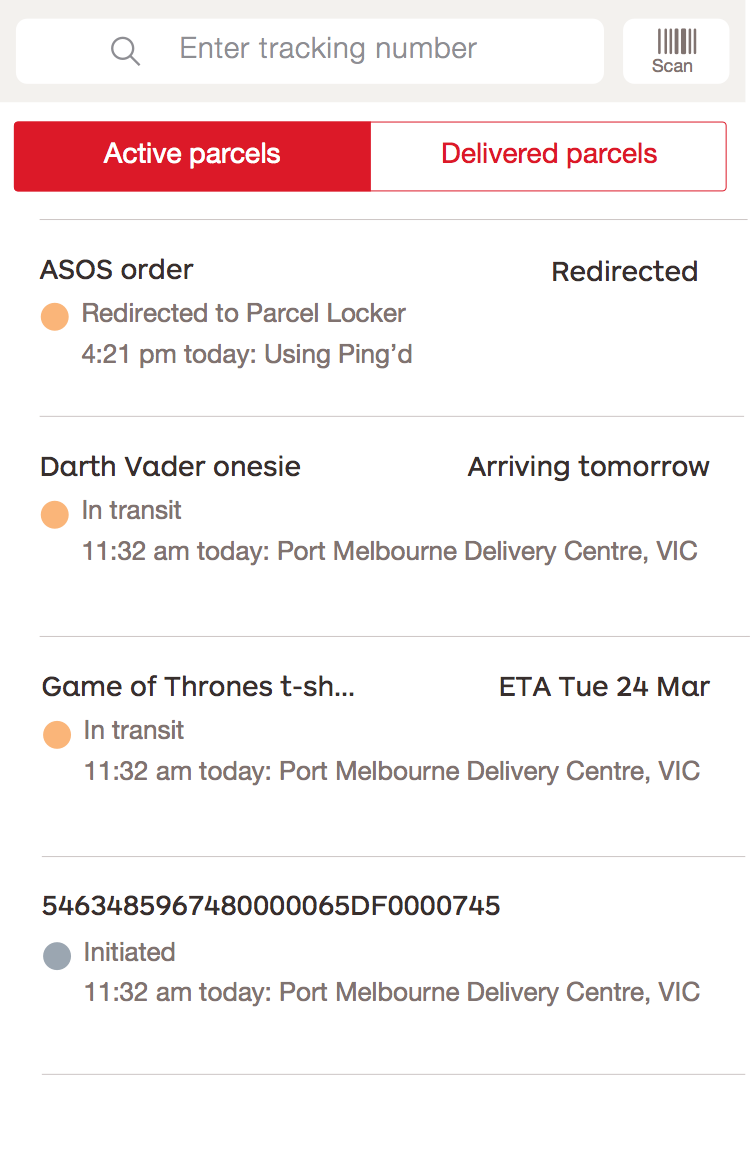 Enter tracking number
Scan
Active parcels
Delivered parcels
ASOS order
Redirected
Redirected to Parcel Locker
4:21 pm today: Using Ping’d
Darth Vader onesie
Arriving tomorrow
In transit
11:32 am today: Port Melbourne Delivery Centre, VIC
Game of Thrones t-sh...
ETA Tue 24 Mar
In transit
11:32 am today: Port Melbourne Delivery Centre, VIC
5463485967480000065DF0000745
Initiated
11:32 am today: Port Melbourne Delivery Centre, VIC